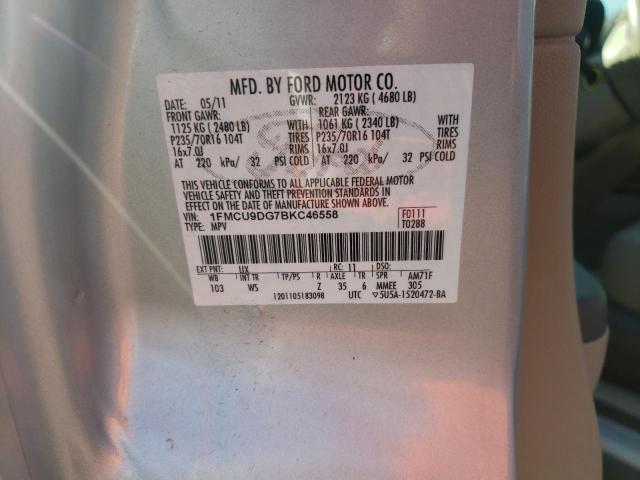 MFD. BY FORD MOTOR CO.
DATE: 05/11 GVWR: 2123 KG ( 4680 LB)
FRONT GAWR: REAR GAWR:
1125 KG ( 2480 LB) WITH 1061 KG ( 2340 LB) WITH
P235/70R16 104T TIRES P235/70R16 104T TIRES
16x7.0J RIMS 16x7.0J RIMS
AT 220 kPa/ 32 PSI COLD AT 220 kPa/ 32 PSI COLD
THIS VEHICLE CONFORMS TO ALL APPLICABLE FEDERAL MOTOR
VEHICLE SAFETY AND THEFT PREVENTION STANDARDS IN
EFFECT ON THE DATE OF MANUFACTURE SHOWN ABOVE.
VIN: 1FMCU9DG7BKC46558 F0111
TYPE: MPV T0288
EXT PNT: UX RC: 11 DSO:
WB INT TR TP/PS R AXLE TR SPR AM71F
103 WS Z 35 6 MMEE 305
1201105183098 UTC 5U5A-1520472-BA